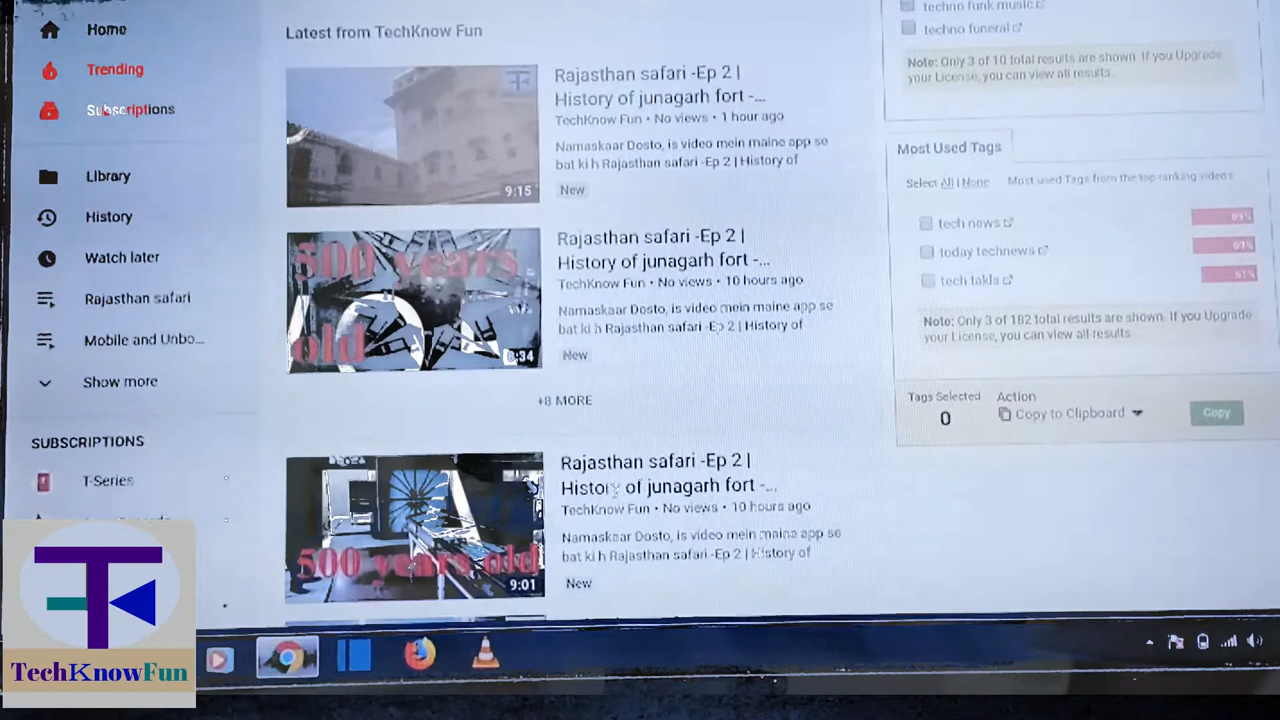 Home
Trending
Subscriptions
Library
History
Watch later
Rajasthan safari
Mobile and Unbo...
Show more
SUBSCRIPTIONS
T-Series
TechKnowFun
Latest from TechKnow Fun
Rajasthan safari -Ep 2 |
History of junagarh fort -...
TechKnow Fun • No views • 1 hour ago
Namaskaar Dosto, is video mein maine app se
bat ki h Rajasthan safari -Ep 2 | History of
New
9:15
Rajasthan safari -Ep 2 |
History of junagarh fort -...
TechKnow Fun • No views • 10 hours ago
Namaskaar Dosto, is video mein maine app se
bat ki h Rajasthan safari -Ep 2 | History of
New
500 years
old
8:34
+8 MORE
Rajasthan safari -Ep 2 |
History of junagarh fort -...
TechKnow Fun • No views • 10 hours ago
Namaskaar Dosto, is video mein maine app se
bat ki h Rajasthan safari -Ep 2 | History of
New
500 years old
9:01
techno funk music
techno funeral
Note: Only 3 of 10 total results are shown. If you Upgrade
your License, you can view all results.
Most Used Tags
Select All | None
Most used Tags from the top ranking videos
tech news
today technews
tech takla
Note: Only 3 of 182 total results are shown. If you Upgrade
your License, you can view all results
Tags Selected
0
Action
Copy to Clipboard
Copy